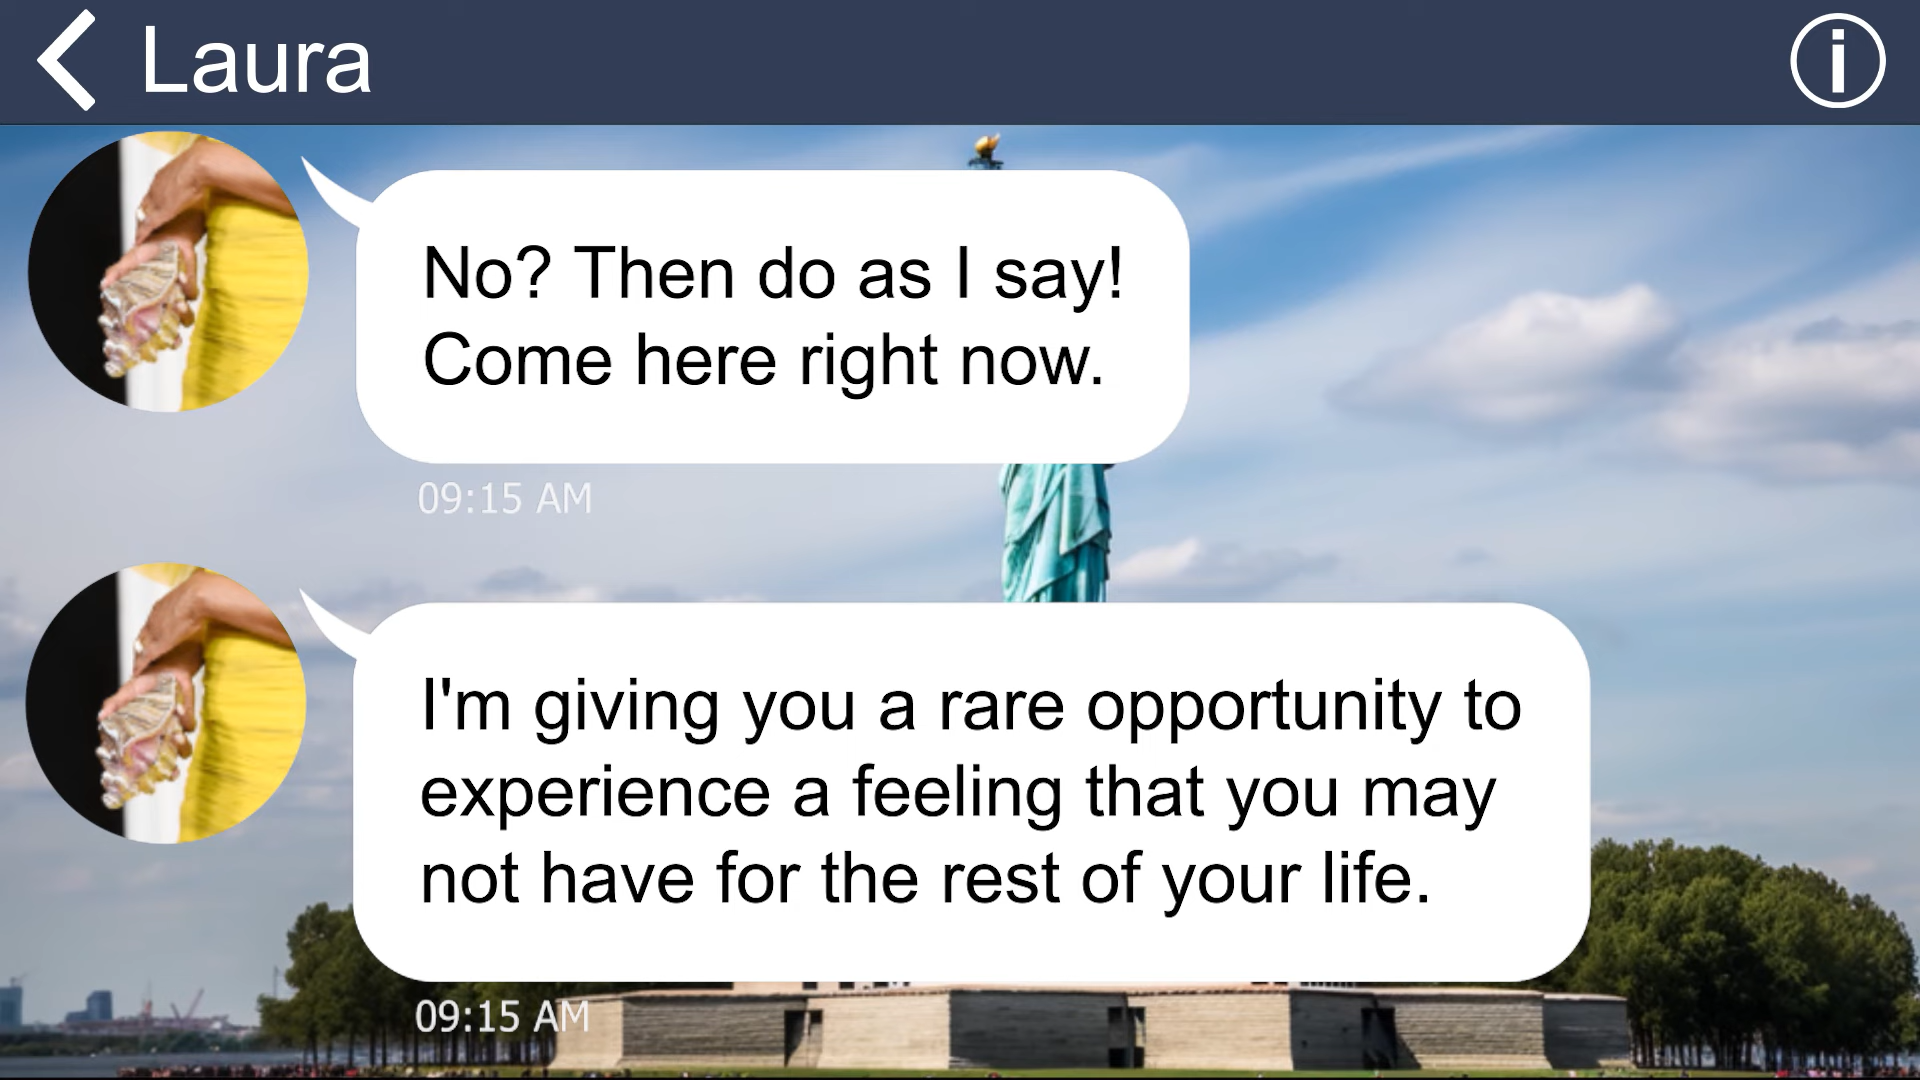 Laura
No? Then do as I say!
Come here right now.
09:15 AM
I'm giving you a rare opportunity to
experience a feeling that you may
not have for the rest of your life.
09:15 AM